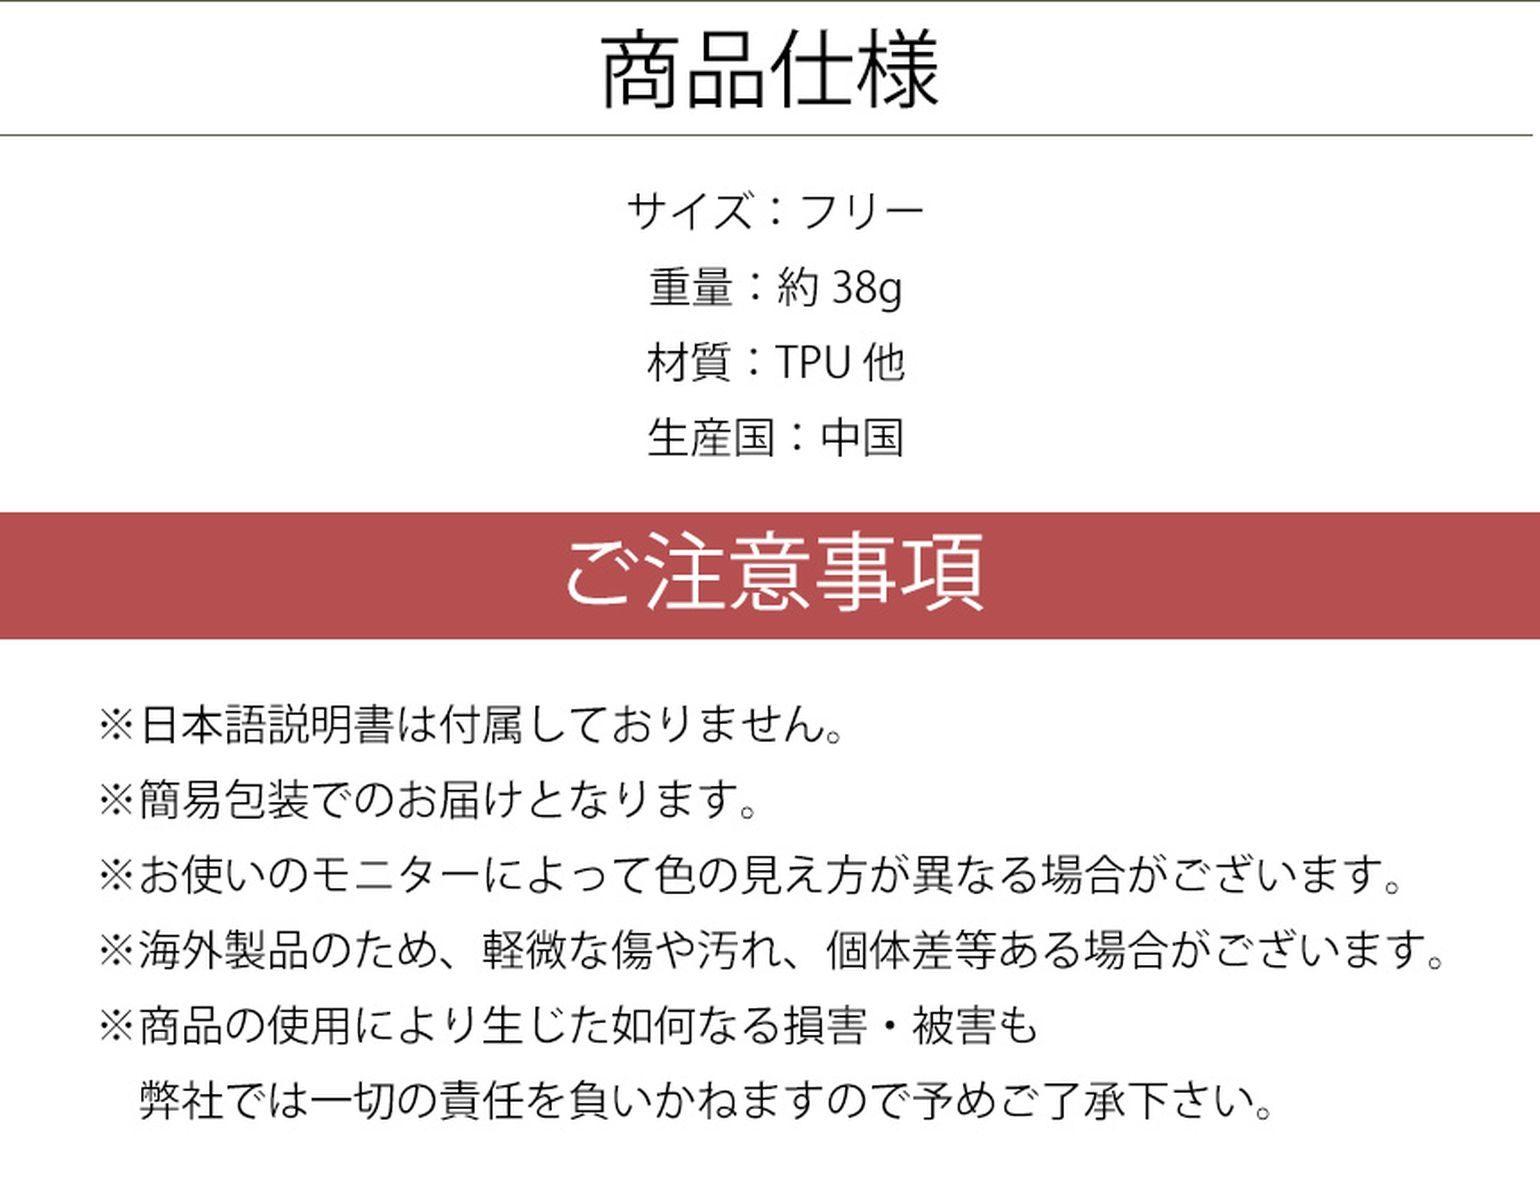 商品仕様
サイズ：フリー
重量：約 38g
材質：TPU 他
生産国：中国
ご注意事項
※日本語説明書は付属しておりません。
※簡易包装でのお届けとなります。
※お使いのモニターによって色の見え方が異なる場合がございます。
※海外製品のため、軽微な傷や汚れ、個体差等ある場合がございます。
※商品の使用により生じた如何なる損害・被害も
弊社では一切の責任を負いかねますので予めご了承下さい。